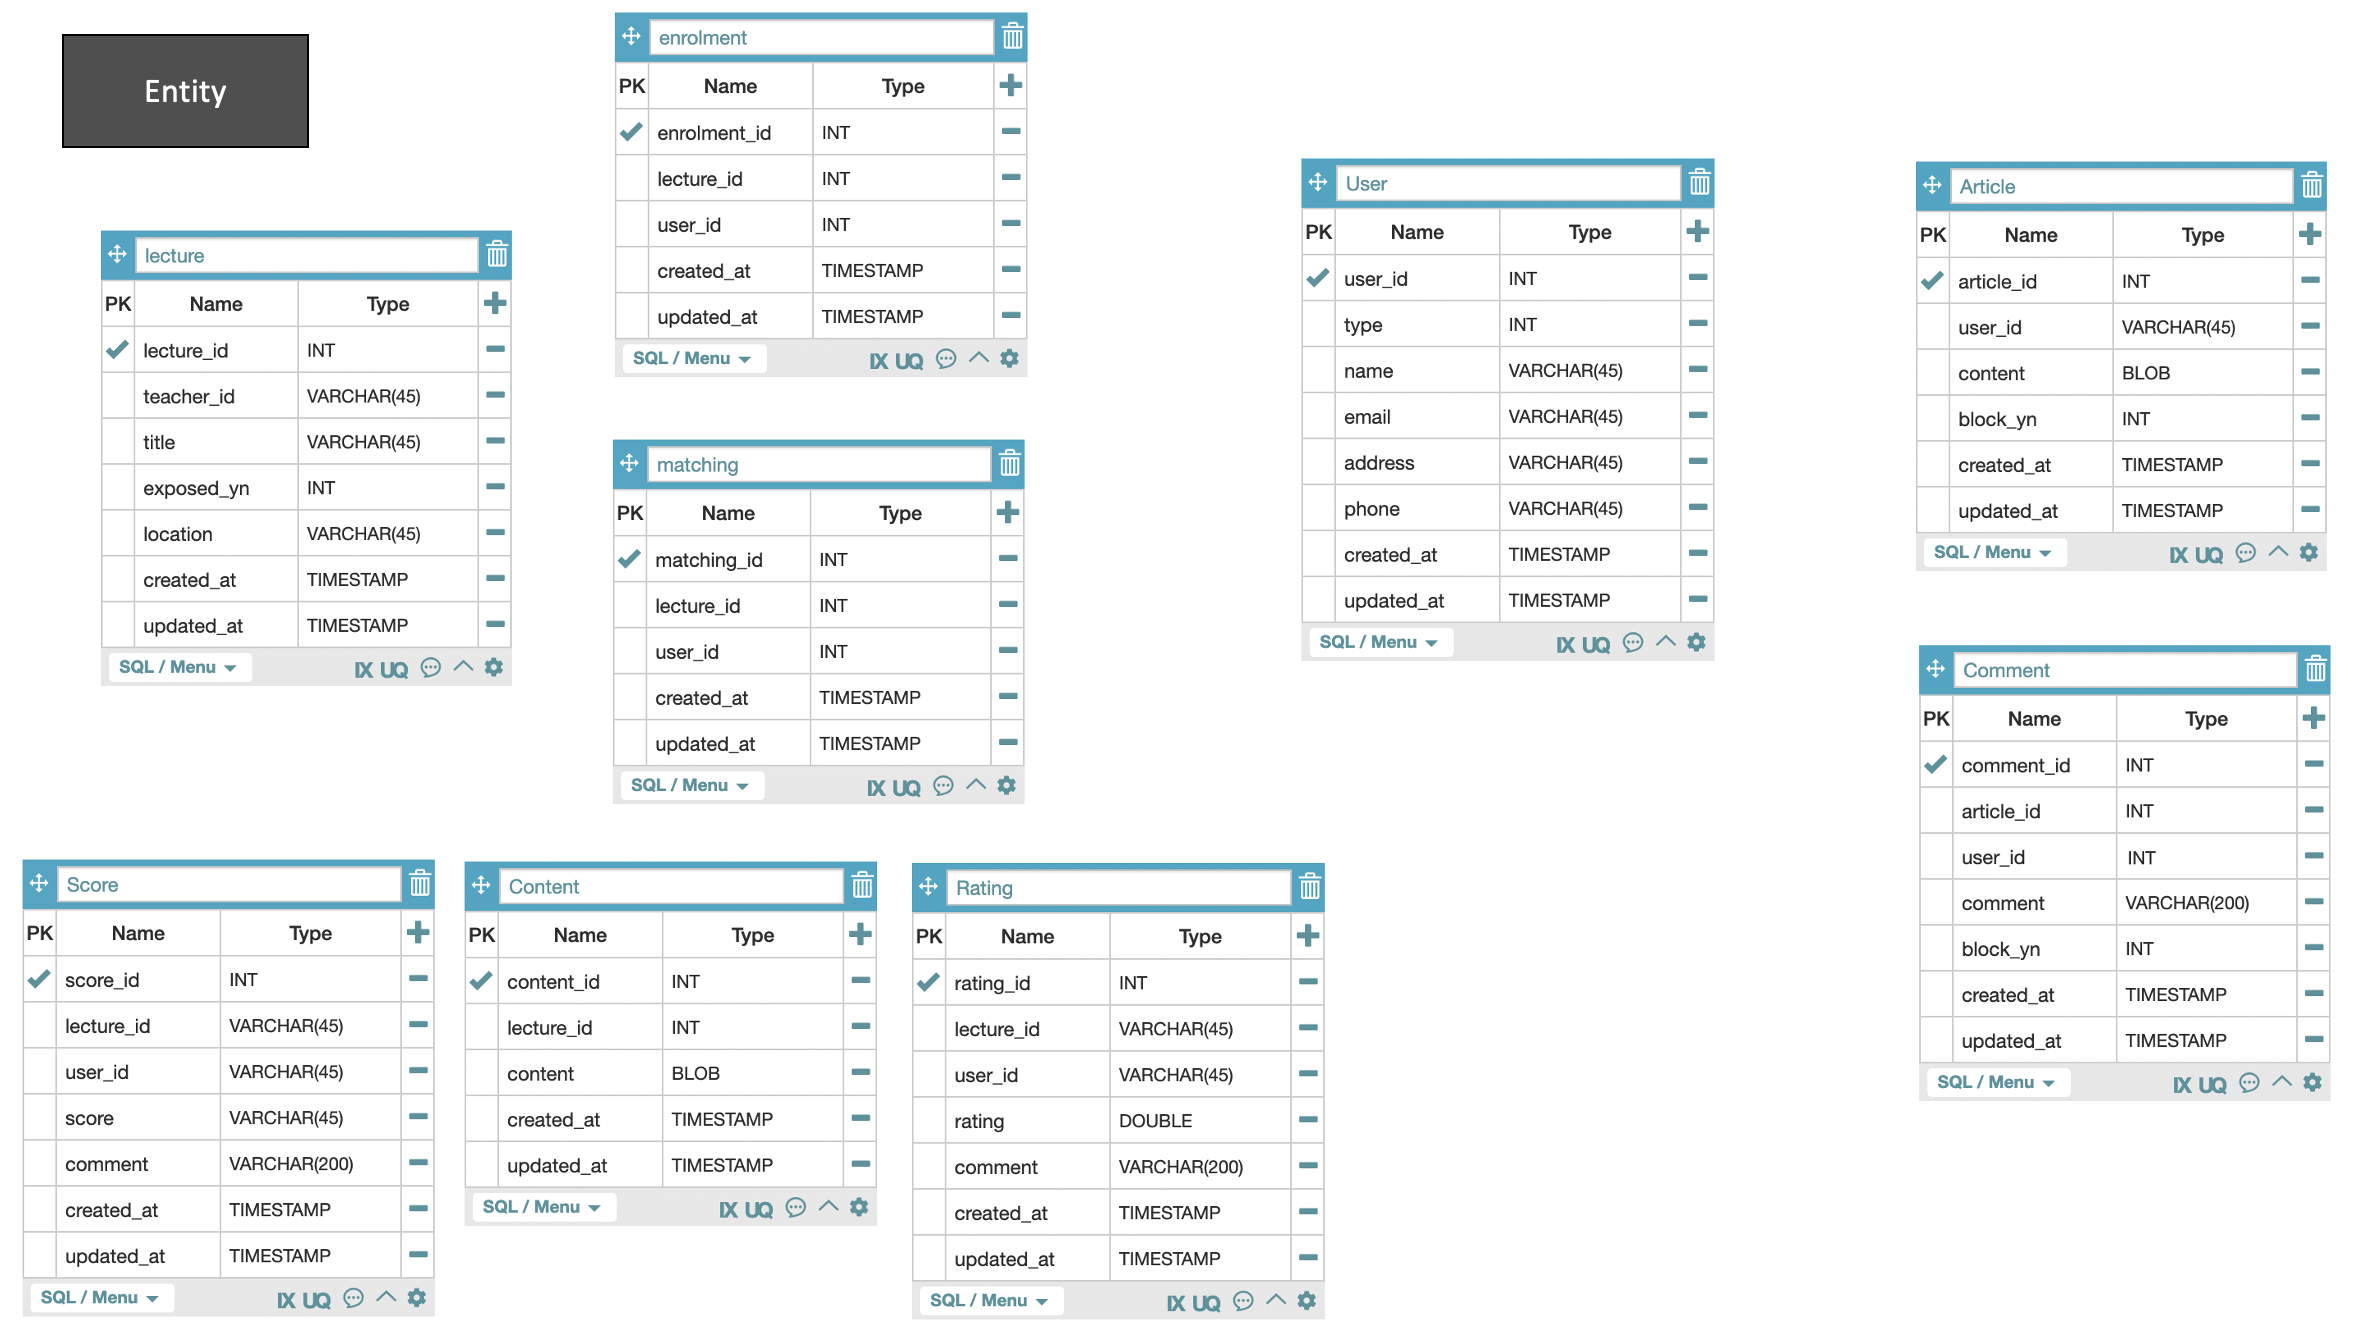 Entity
enrolment
PK Name Type
enrolment_id INT
lecture_id INT
user_id INT
created_at TIMESTAMP
updated_at TIMESTAMP
SQL / Menu IX UQ
lecture
PK Name Type
lecture_id INT
teacher_id VARCHAR(45)
title VARCHAR(45)
exposed_yn INT
location VARCHAR(45)
created_at TIMESTAMP
updated_at TIMESTAMP
SQL / Menu IX UQ
matching
PK Name Type
matching_id INT
lecture_id INT
user_id INT
created_at TIMESTAMP
updated_at TIMESTAMP
SQL / Menu IX UQ
User
PK Name Type
user_id INT
type INT
name VARCHAR(45)
email VARCHAR(45)
address VARCHAR(45)
phone VARCHAR(45)
created_at TIMESTAMP
updated_at TIMESTAMP
SQL / Menu IX UQ
Article
PK Name Type
article_id INT
user_id VARCHAR(45)
content BLOB
block_yn INT
created_at TIMESTAMP
updated_at TIMESTAMP
SQL / Menu IX UQ
Comment
PK Name Type
comment_id INT
article_id INT
user_id INT
comment VARCHAR(200)
block_yn INT
created_at TIMESTAMP
updated_at TIMESTAMP
SQL / Menu IX UQ
Score
PK Name Type
score_id INT
lecture_id VARCHAR(45)
user_id VARCHAR(45)
score VARCHAR(45)
comment VARCHAR(200)
created_at TIMESTAMP
updated_at TIMESTAMP
SQL / Menu IX UQ
Content
PK Name Type
content_id INT
lecture_id INT
content BLOB
created_at TIMESTAMP
updated_at TIMESTAMP
SQL / Menu IX UQ
Rating
PK Name Type
rating_id INT
lecture_id VARCHAR(45)
user_id VARCHAR(45)
rating DOUBLE
comment VARCHAR(200)
created_at TIMESTAMP
updated_at TIMESTAMP
SQL / Menu IX UQ